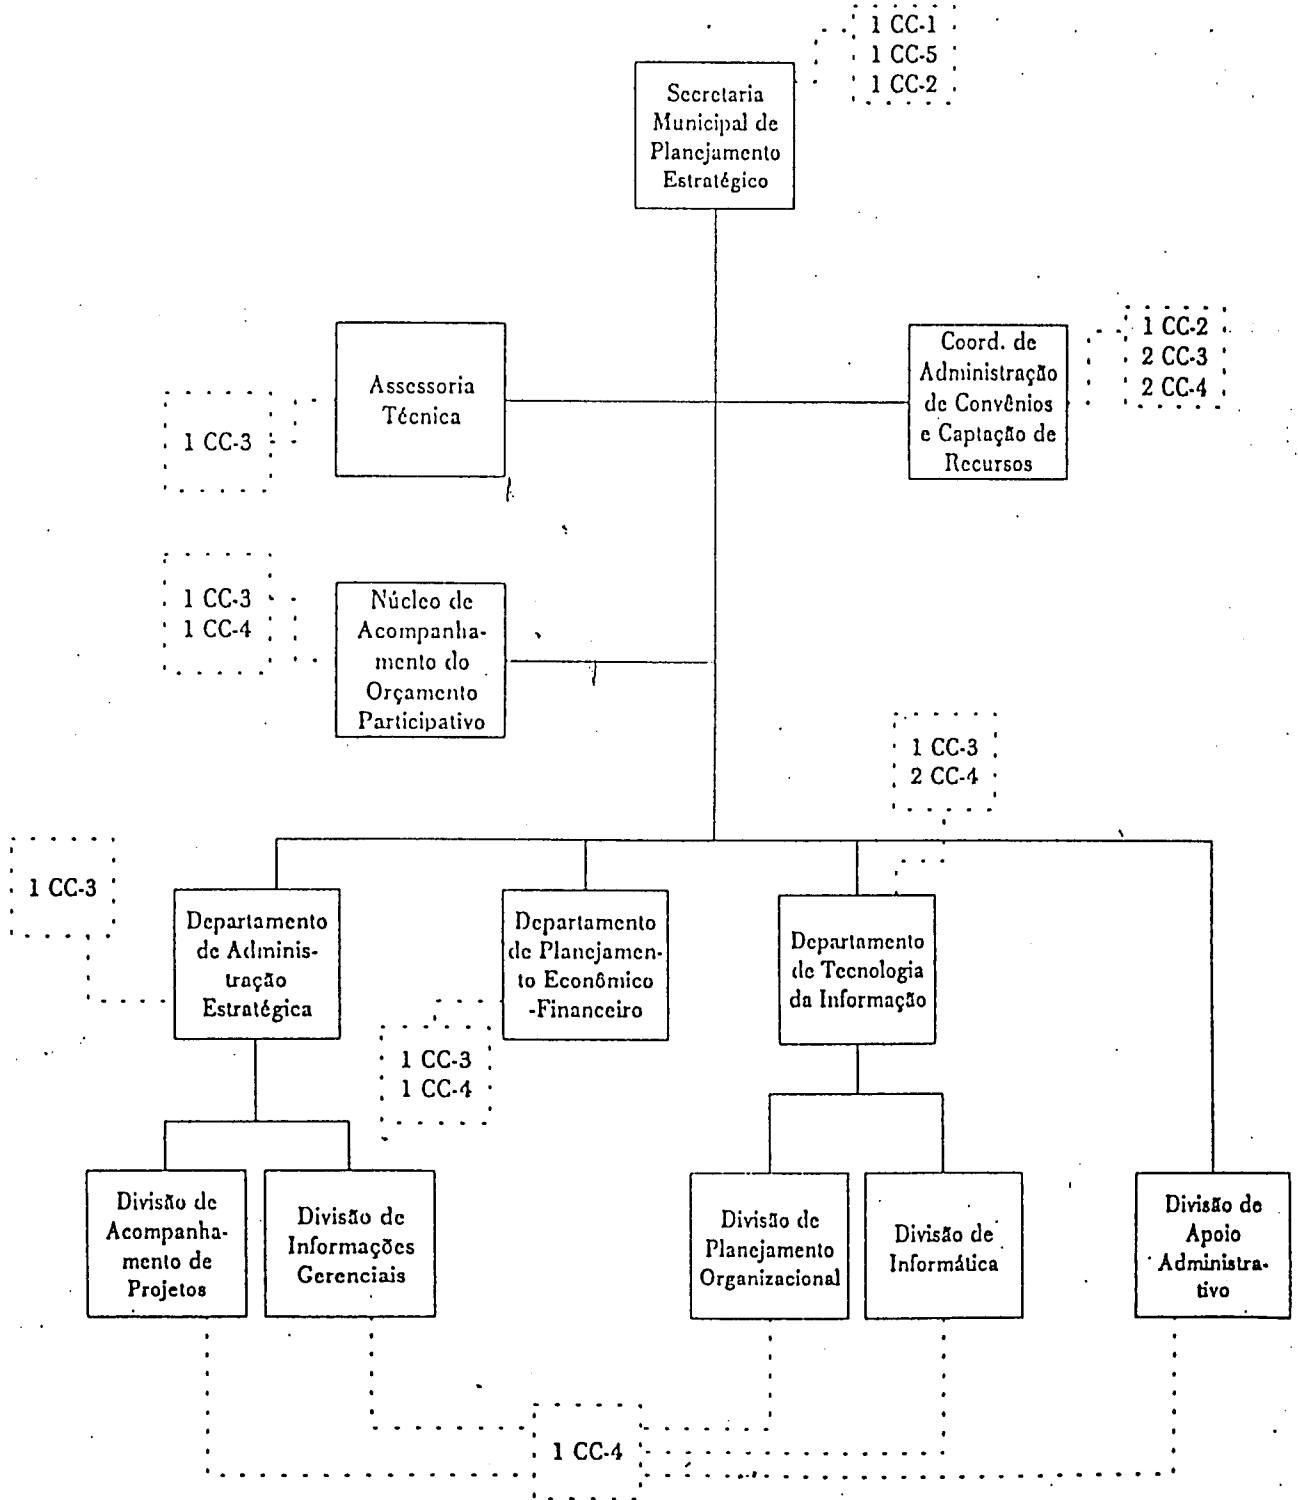 1 CC-1
1 CC-5
1 CC-2
Secretaria
Municipal de
Planejamento
Estratégico
Assessoria
Técnica
1 CC-3
Coord. de
Administração
de Convênios
e Captação de
Recursos
1 CC-2
2 CC-3
2 CC-4
1 CC-3
1 CC-4
Núcleo de
Acompanha-
mento do
Orçamento
Participativo
1 CC-3
2 CC-4
1 CC-3
Departamento
de Adminis-
tração
Estratégica
Departamento
de Planejamen-
to Econômico
-Financeiro
1 CC-3
1 CC-4
Departamento
de Tecnologia
da Informação
Divisão de
Acompanha-
mento de
Projetos
Divisão de
Informações
Gerenciais
Divisão de
Planejamento
Organizacional
Divisão de
Informática
Divisão de
Apoio
Administra-
tivo
1 CC-4